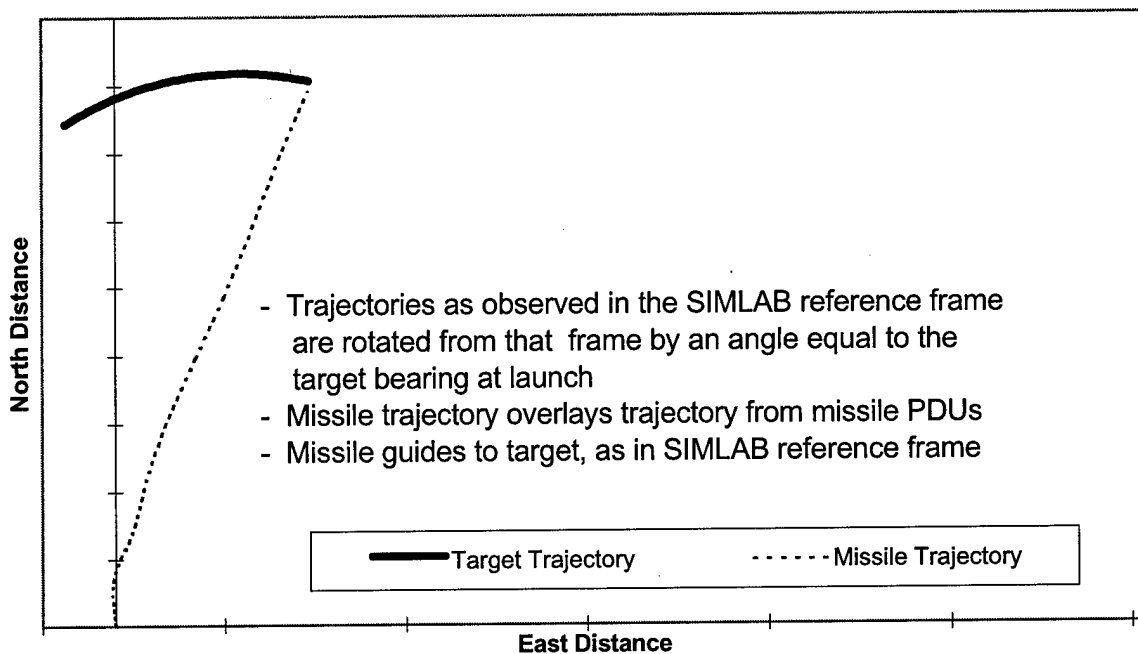 North Distance
- Trajectories as observed in the SIMLAB reference frame
are rotated from that frame by an angle equal to the
target bearing at launch
- Missile trajectory overlays trajectory from missile PDUs
- Missile guides to target, as in SIMLAB reference frame
Target Trajectory
Missile Trajectory
East Distance